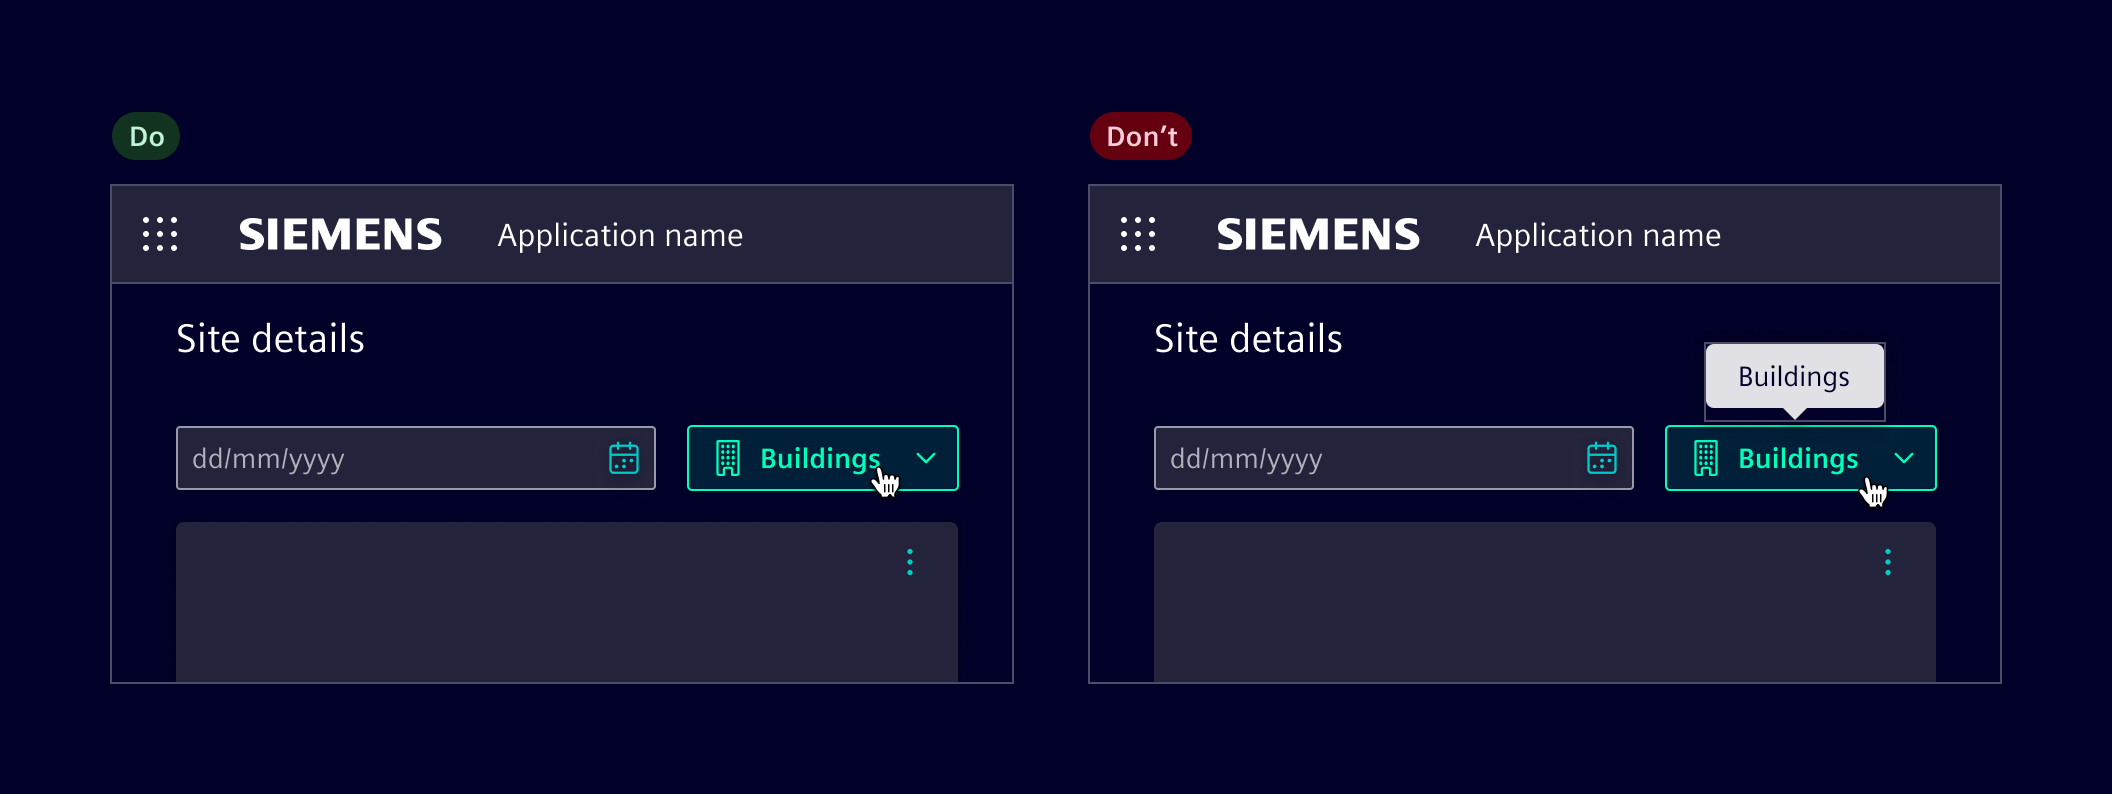 Do
SIEMENS Application name
Site details
dd/mm/yyyy
Buildings
Don’t
SIEMENS Application name
Site details
Buildings
dd/mm/yyyy
Buildings